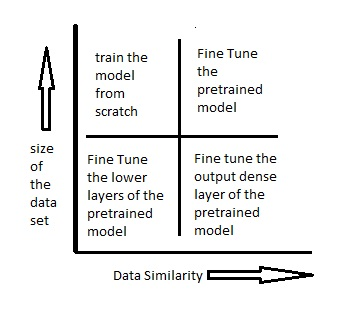 train the
model
from
scratch
Fine Tune
the
pretrained
model
size
of
the
data
set
Fine Tune
the lower
layers of the
pretrained
model
Fine tune the
output dense
layer of the
pretrained
model
Data Similarity